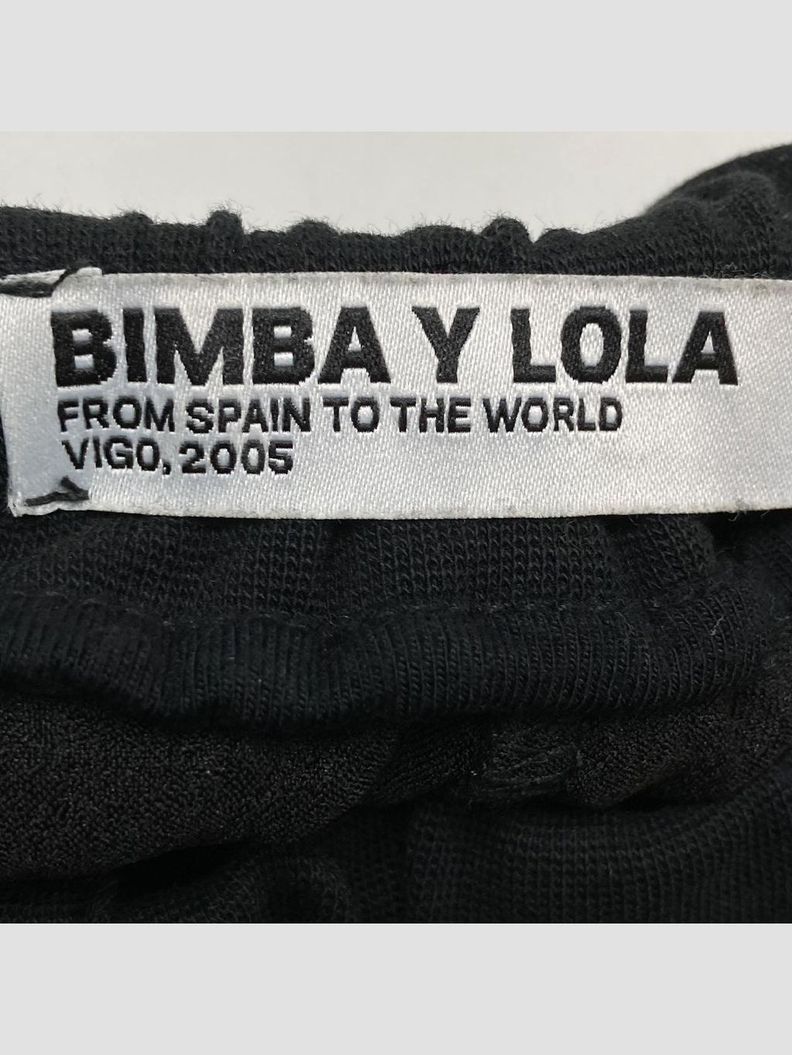 BIMBA Y LOLA
FROM SPAIN TO THE WORLD
VIGO, 2005